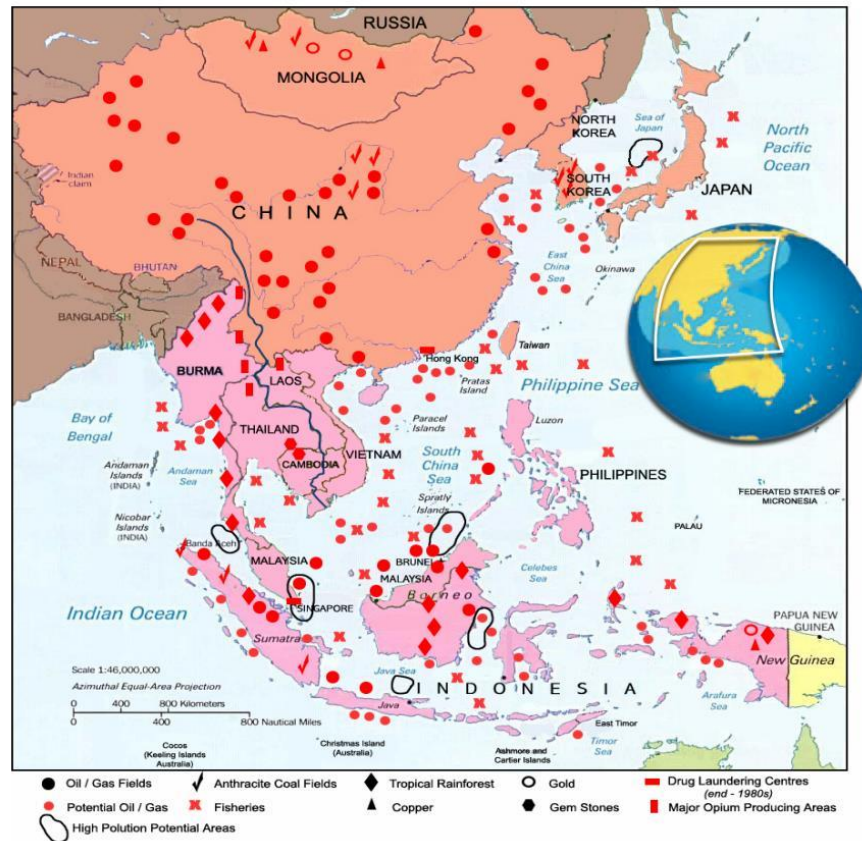 RUSSIA
MONGOLIA
NORTH
KOREA
Sea of
Japan
North
Pacific
Ocean
SOUTH
KOREA
JAPAN
Indian
claim
CHINA
NEPAL
BHUTAN
BANGLADESH
East
China
Sea
Okinawa
Taiwan
Hong Kong
Pratas
Island
Philippine Sea
BURMA
LAOS
Bay of
Bengal
THAILAND
VIETNAM
CAMBODIA
Paracel
Islands
Luzon
South
China
Sea
PHILIPPINES
Andaman
Islands
(INDIA)
Andaman
Sea
Spratly
Islands
FEDERATED STATES OF
MICRONESIA
Nicobar
Islands
(INDIA)
PALAU
Banda Aceh
MALAYSIA
BRUNEI
MALAYSIA
Celebes
Sea
Borneo
SINGAPORE
Indian Ocean
Sumatra
PAPUA NEW
GUINEA
New Guinea
Scale 1:46,000,000
Azimuthal Equal-Area Projection
0 400 800 Kilometers
0 400 800 Nautical Miles
Java Sea
INDONESIA
Java
Arafura
Sea
East Timor
Timor
Sea
Cocos
(Keeling Islands
Australia)
Christmas Island
(Australia)
Ashmore and
Cartier Islands
Oil / Gas Fields
Anthracite Coal Fields
Tropical Rainforest
Gold
Drug Laundering Centres
(end - 1980s)
Potential Oil / Gas
Fisheries
Copper
Gem Stones
Major Opium Producing Areas
High Polution Potential Areas